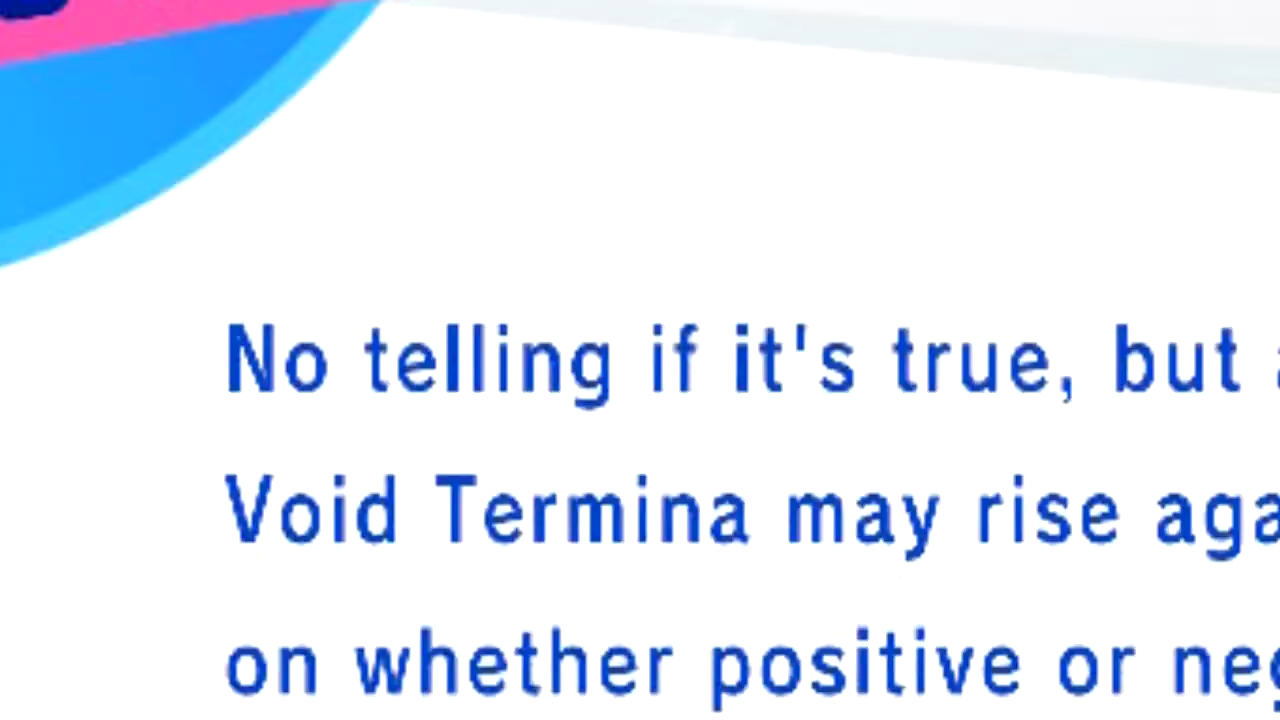 No telling if it's true, but
Void Termina may rise
on whether positive or